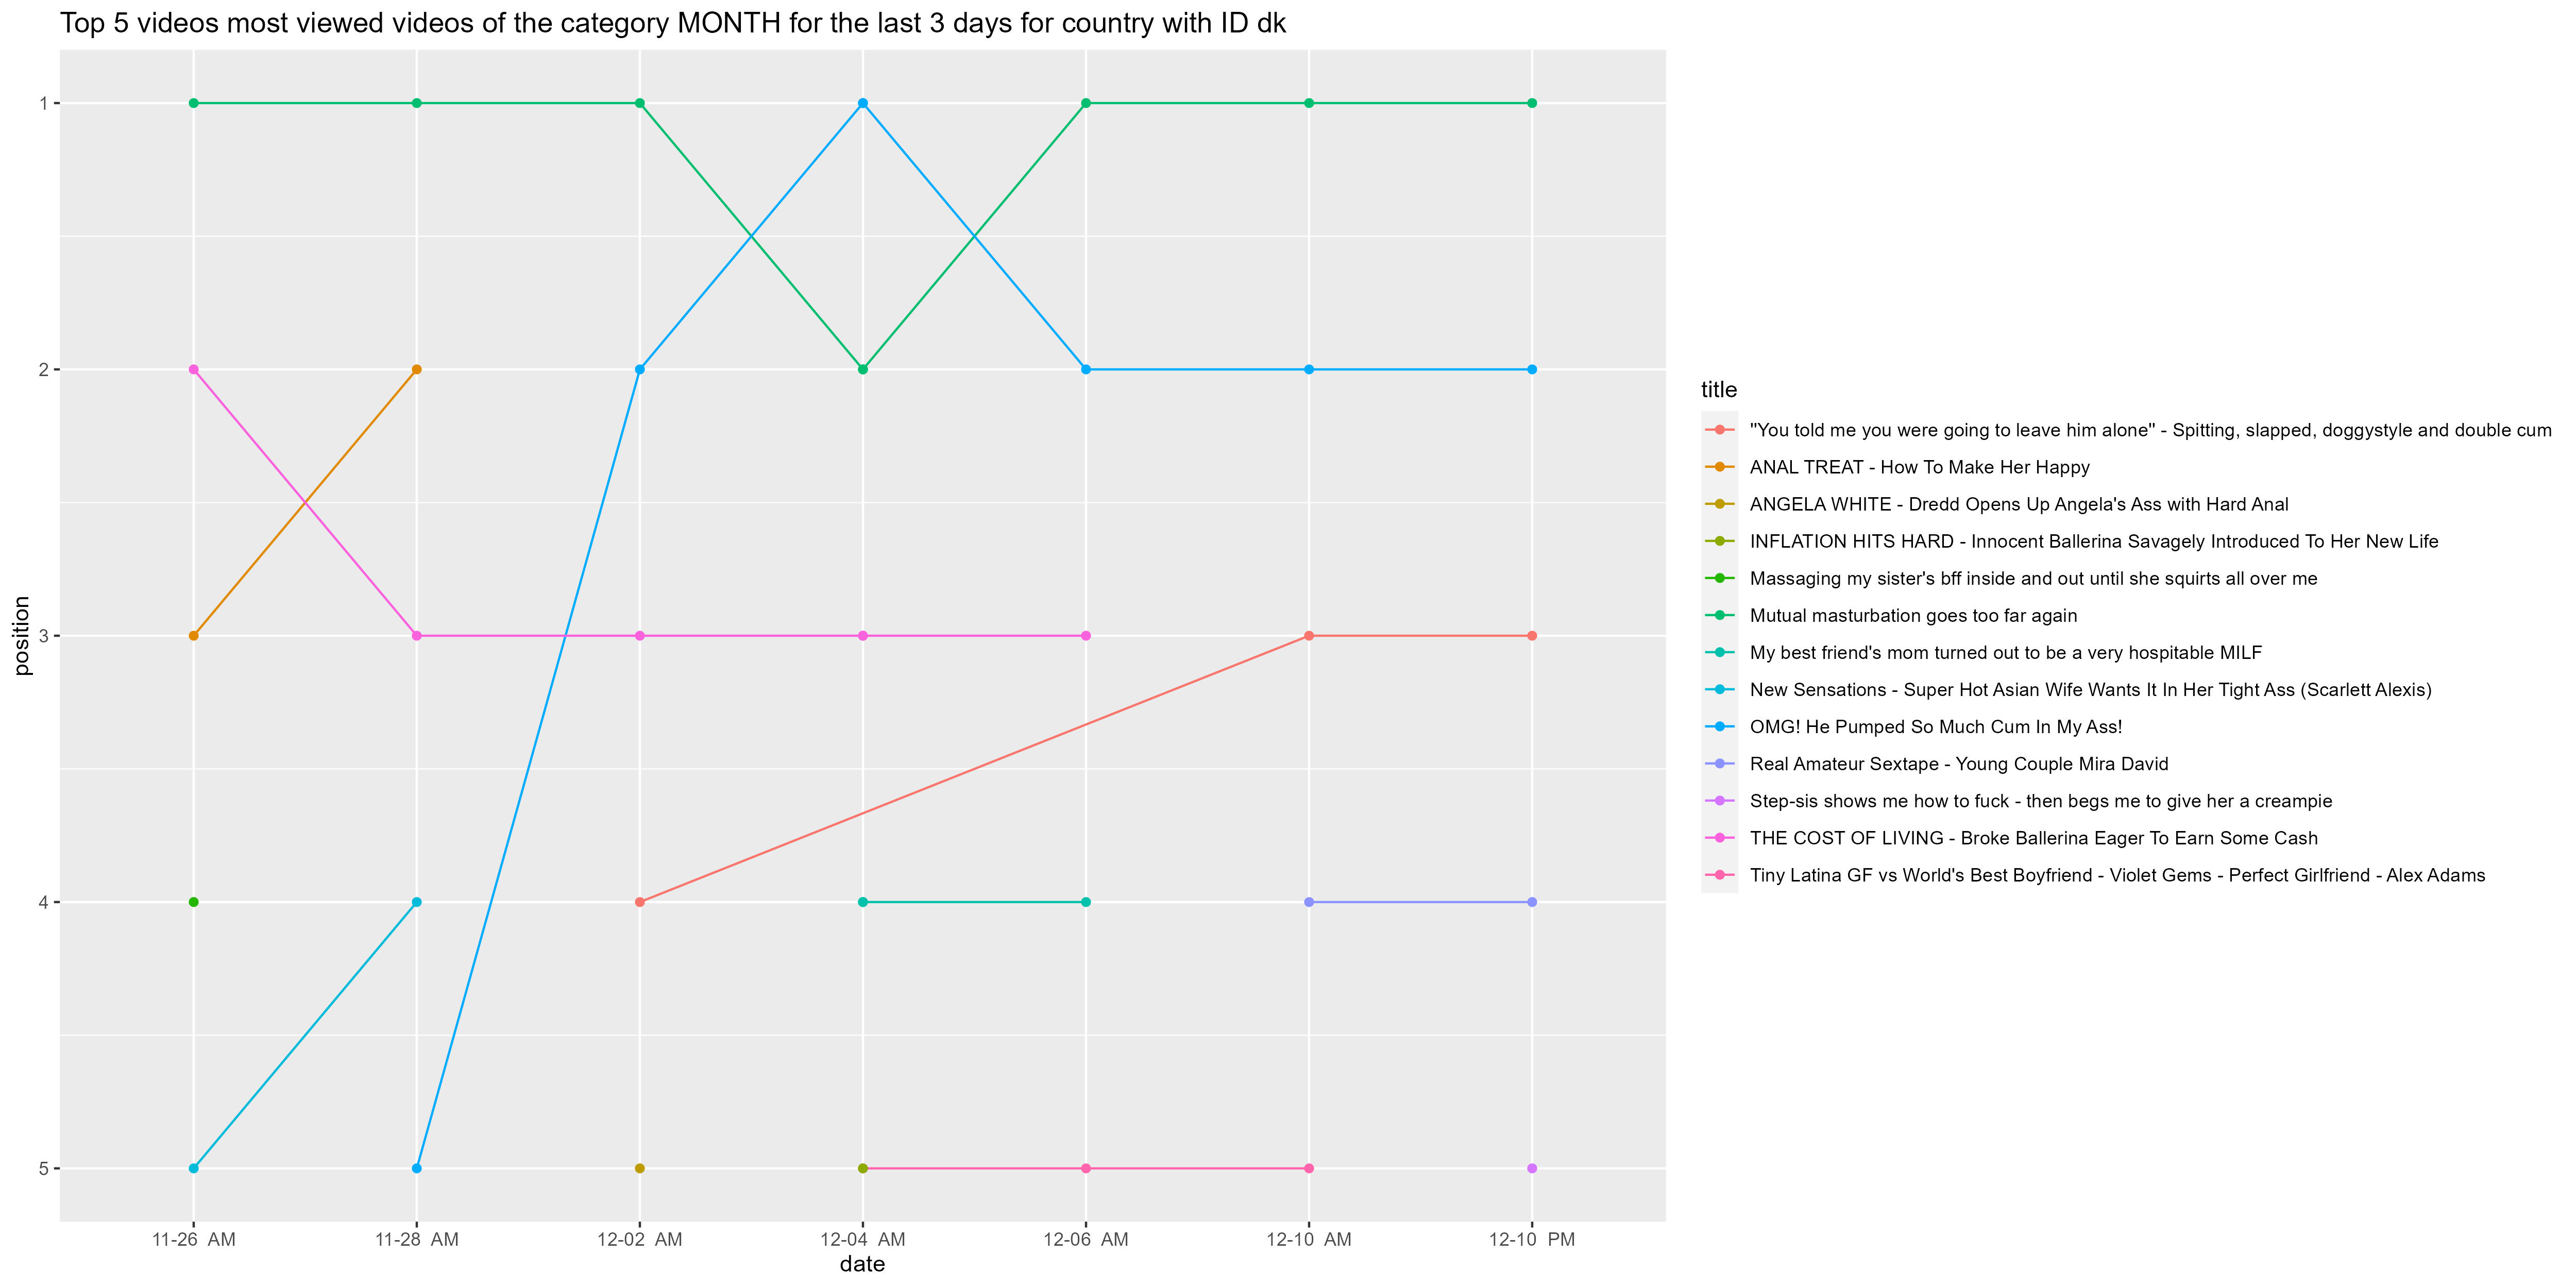 Top 5 videos most viewed videos of the category MONTH for the last 3 days for country with ID dk
position
1
2
3
4
5
11-26 AM
11-28 AM
12-02 AM
12-04 AM
12-06 AM
12-10 AM
12-10 PM
date
title
"You told me you were going to leave him alone" - Spitting, slapped, doggystyle and double cum
ANAL TREAT - How To Make Her Happy
ANGELA WHITE - Dredd Opens Up Angela's Ass with Hard Anal
INFLATION HITS HARD - Innocent Ballerina Savagely Introduced To Her New Life
Massaging my sister's bff inside and out until she squirts all over me
Mutual masturbation goes too far again
My best friend's mom turned out to be a very hospitable MILF
New Sensations - Super Hot Asian Wife Wants It In Her Tight Ass (Scarlett Alexis)
OMG! He Pumped So Much Cum In My Ass!
Real Amateur Sextape - Young Couple Mira David
Step-sis shows me how to fuck - then begs me to give her a creampie
THE COST OF LIVING - Broke Ballerina Eager To Earn Some Cash
Tiny Latina GF vs World's Best Boyfriend - Violet Gems - Perfect Girlfriend - Alex Adams